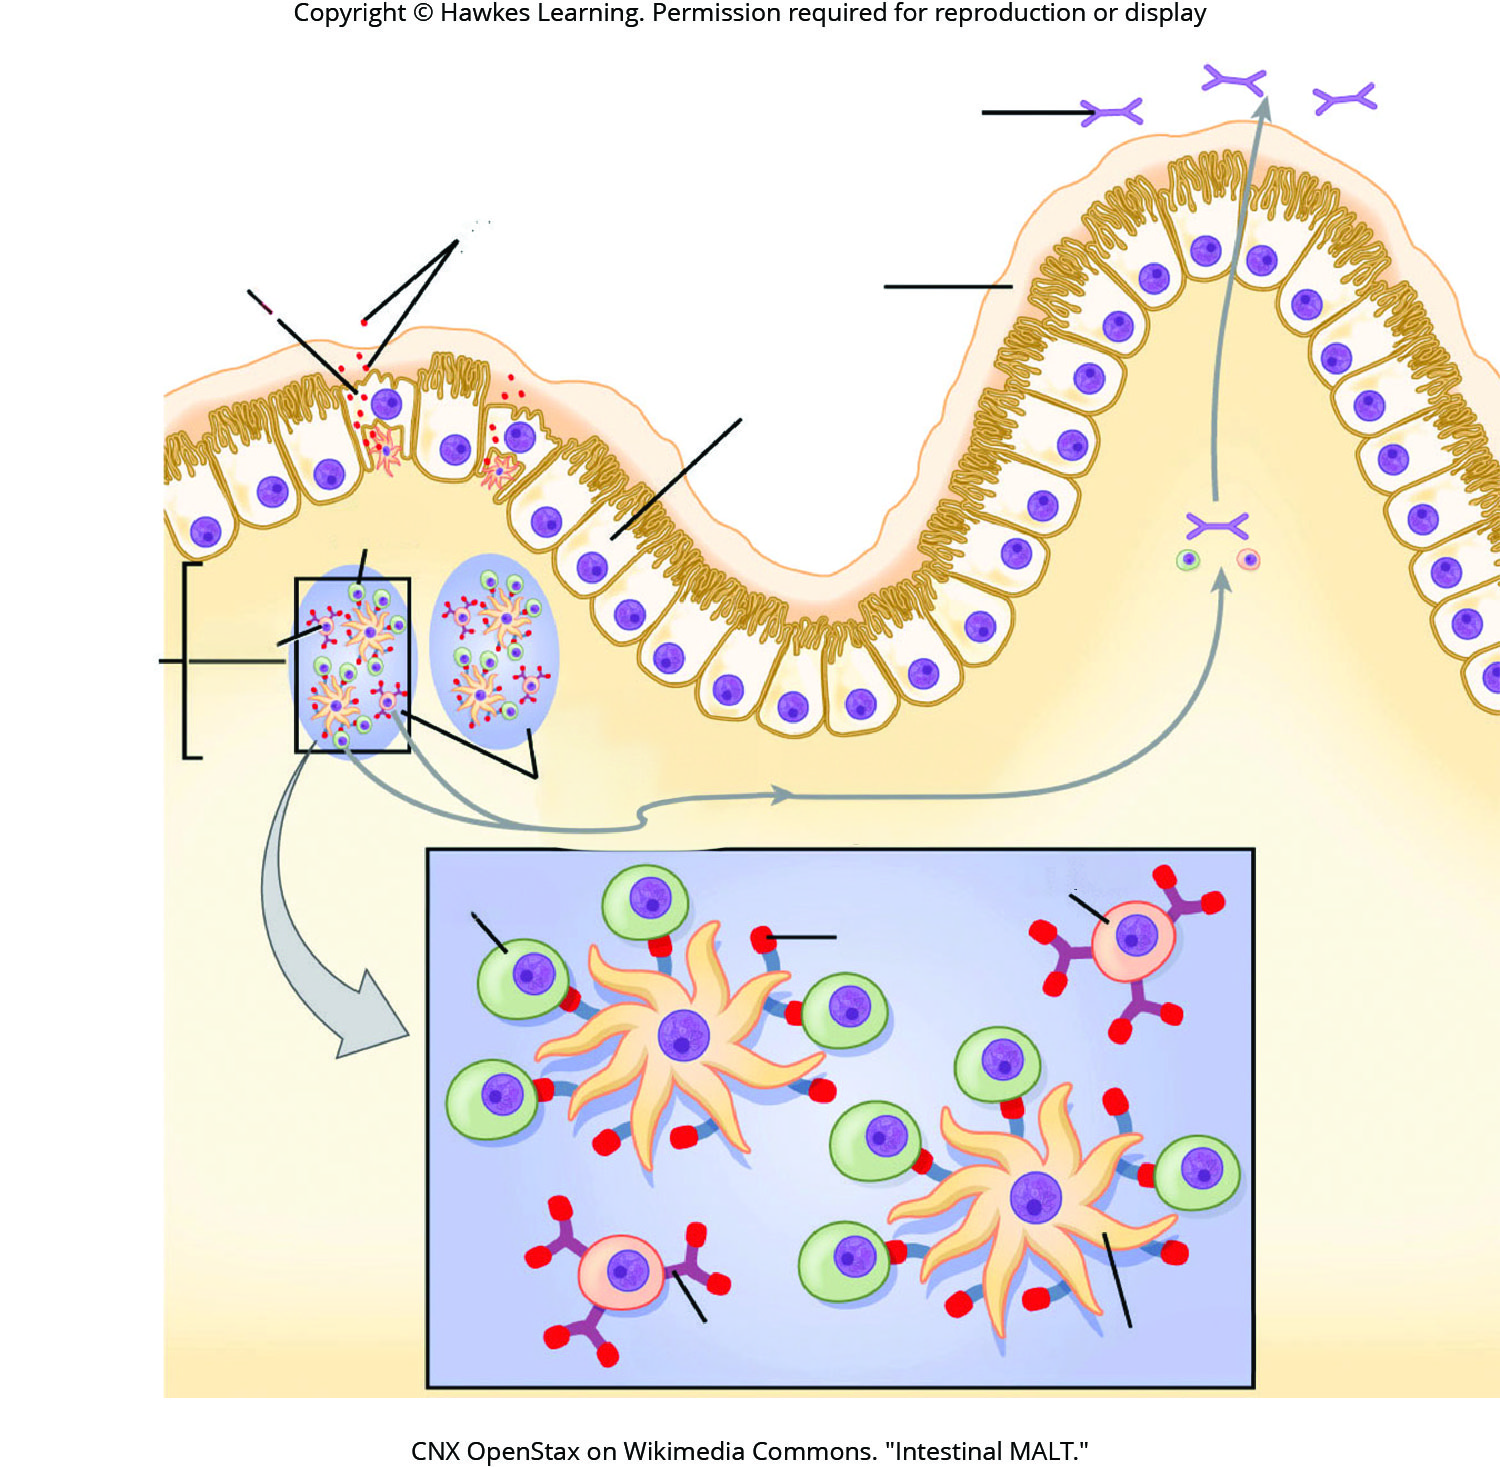 Copyright © Hawkes Learning. Permission required for reproduction or display
CNX OpenStax on Wikimedia Commons. "Intestinal MALT."